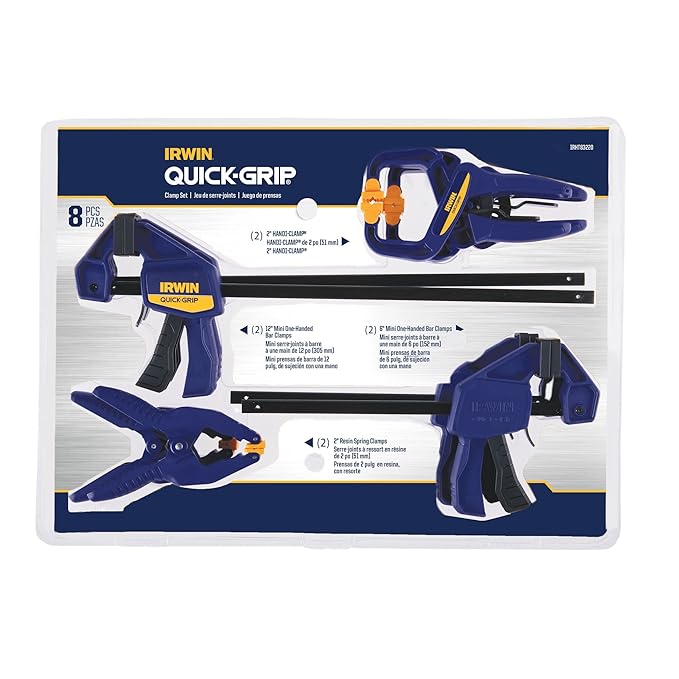 IRWIN
QUICK-GRIP®
Clamp Set | Jeu de serre-joints | Juego de prensas
IRHT83220
8 PCS
PZAS
(2) 2" HANDI-CLAMP®
HANDI-CLAMP® de 2 po (51 mm)
2" HANDI-CLAMP®
IRWIN
IRWIN
QUICK-GRIP
(2) 12" Mini One-Handed
Bar Clamps
Mini serre-joints à barre
à une main de 12 po (305 mm)
Mini prensas de barra de 12
pulg, de sujeción con una mano
(2) 6" Mini One-Handed Bar Clamps
Mini serre-joints à barre à
une main de 6 po (152 mm)
Mini prensas de barra
de 6 pulg, de sujeción
con una mano
IRWIN
(2) 2" Resin Spring Clamps
Serre joints à ressort en résine
de 2 po (51 mm)
Prensas de 2 pulg en resina,
con resorte